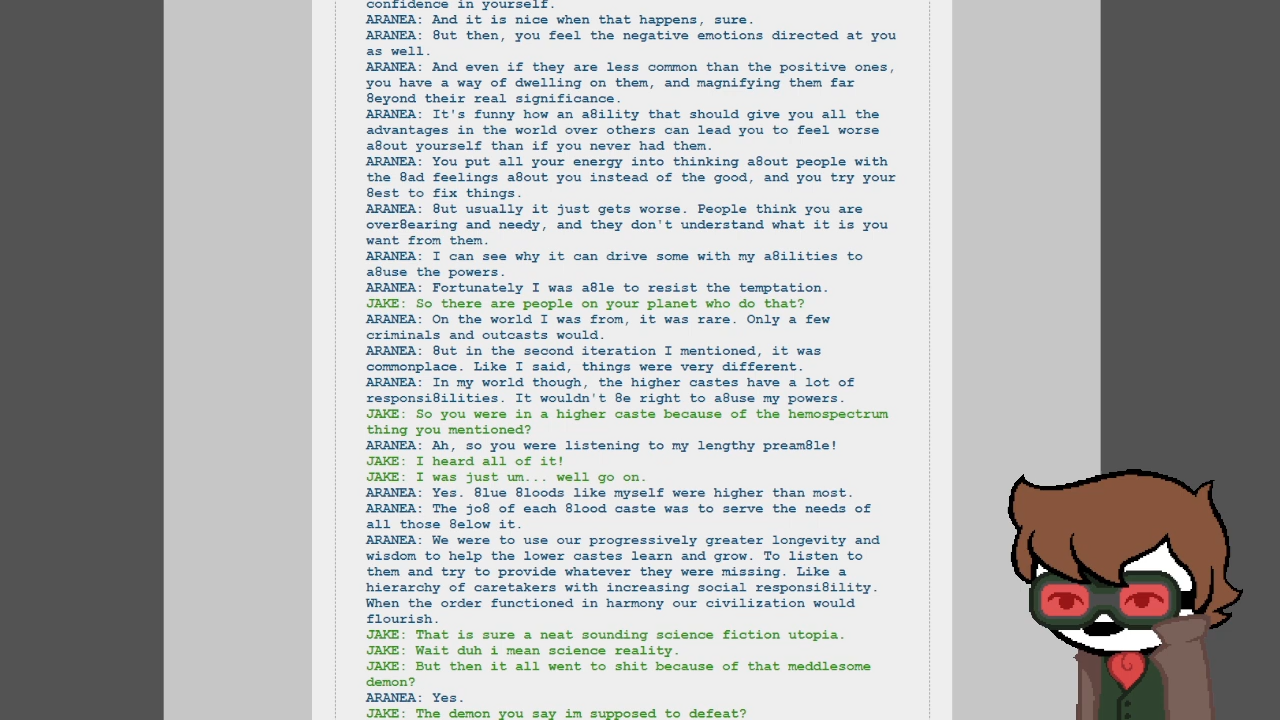 confidence in yourself.
ARANEA: And it is nice when that happens, sure.
ARANEA: 8ut then, you feel the negative emotions directed at you
as well.
ARANEA: And even if they are less common than the positive ones,
you have a way of dwelling on them, and magnifying them far
8eyond their real significance.
ARANEA: It's funny how an a8ility that should give you all the
advantages in the world over others can lead you to feel worse
a8out yourself than if you never had them.
ARANEA: You put all your energy into thinking a8out people with
the 8ad feelings a8out you instead of the good, and you try your
8est to fix things.
ARANEA: 8ut usually it just gets worse. People think you are
over8earing and needy, and they don't understand what it is you
want from them.
ARANEA: I can see why it can drive some with my a8ilities to
a8use the powers.
ARANEA: Fortunately I was a8le to resist the temptation.
JAKE: So there are people on your planet who do that?
ARANEA: On the world I was from, it was rare. Only a few
criminals and outcasts would.
ARANEA: 8ut in the second iteration I mentioned, it was
commonplace. Like I said, things were very different.
ARANEA: In my world though, the higher castes have a lot of
responsi8ilities. It wouldn't 8e right to a8use my powers.
JAKE: So you were in a higher caste because of the hemospectrum
thing you mentioned?
ARANEA: Ah, so you were listening to my lengthy pream8le!
JAKE: I heard all of it!
JAKE: I was just um... well go on.
ARANEA: Yes. 8lue 8loods like myself were higher than most.
ARANEA: The jo8 of each 8lood caste was to serve the needs of
all those 8elow it.
ARANEA: We were to use our progressively greater longevity and
wisdom to help the lower castes learn and grow. To listen to
them and try to provide whatever they were missing. Like a
hierarchy of caretakers with increasing social responsi8ility.
When the order functioned in harmony our civilization would
flourish.
JAKE: That is sure a neat sounding science fiction utopia.
JAKE: Wait duh i mean science reality.
JAKE: But then it all went to shit because of that meddlesome
demon?
ARANEA: Yes.
JAKE: The demon you say im supposed to defeat?